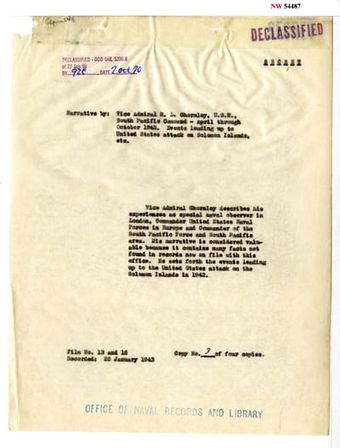 NW 54487
DECLASSIFIED
DECLASSIFIED - DOD DIR. 5200.9
of 27 Sep 58
BY DATE 2 Oct 70
Narrative by: Vice Admiral R. L. Ghormley, U.S.N.,
South Pacific Command - April through
October 1942. Events leading up to
United States attack on Solomon Islands,
etc.
Vice Admiral Ghormley describes his
experiences as special naval observer in
London, Commander United States Naval
Forces in Europe and Commander of the
South Pacific Force and South Pacific
area. His narrative is considered valu-
able because it contains many facts not
found in records now on file with this
office. He sets forth the events leading
up to the United States attack on the
Solomon Islands in 1942.
File No. 13 and 18
Copy No. 3 of four copies.
Recorded: 22 January 1943
OFFICE OF NAVAL RECORDS AND LIBRARY